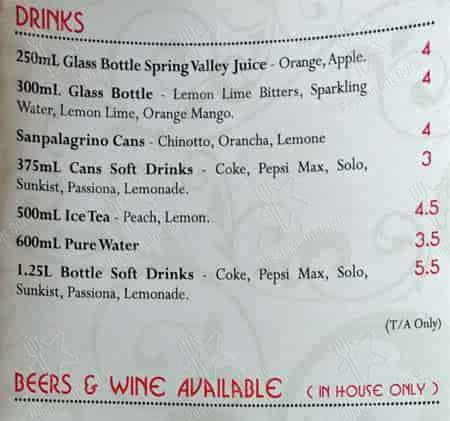 DRINKS
250mL Glass Bottle Spring Valley Juice - Orange, Apple. 4
300mL Glass Bottle - Lemon Lime Bitters, Sparkling 4
Water, Lemon Lime, Orange Mango.
Sanpalagrino Cans - Chinotto, Orancha, Lemone 4
375mL Cans Soft Drinks - Coke, Pepsi Max, Solo, 3
Sunkist, Passiona, Lemonade.
500mL Ice Tea - Peach, Lemon. 4.5
600mL Pure Water 3.5
1.25L Bottle Soft Drinks - Coke, Pepsi Max, Solo, 5.5
Sunkist, Passiona, Lemonade.
(T/A Only)
BEERS & WINE AVAILABLE ( IN HOUSE ONLY )